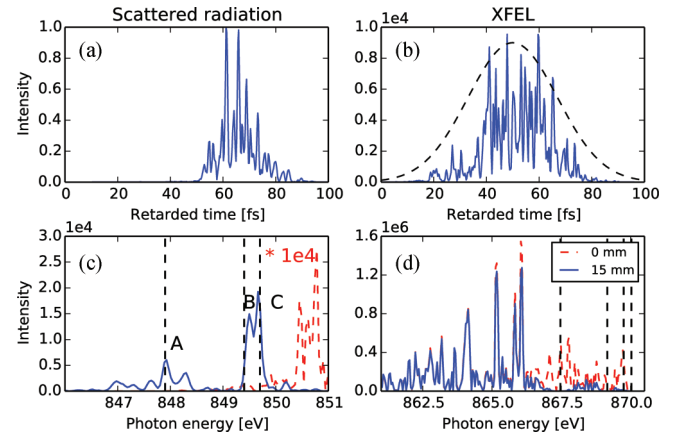 Scattered radiation
XFEL
1e4
(a)
(b)
Intensity
1.0
0.8
0.6
0.4
0.2
0.0
1.0
0.8
0.6
0.4
0.2
0.0
0 20 40 60 80 100
0 20 40 60 80 100
Retarded time [fs]
Retarded time [fs]
3.0 1e4
1.6 1e6
(c)
(d)
* 1e4
0 mm
15 mm
A
B
C
Intensity
2.5
2.0
1.5
1.0
0.5
0.0
1.2
0.8
0.4
0.0
847 848 849 850 851
862.5 865.0 867.5 870.0
Photon energy [eV]
Photon energy [eV]